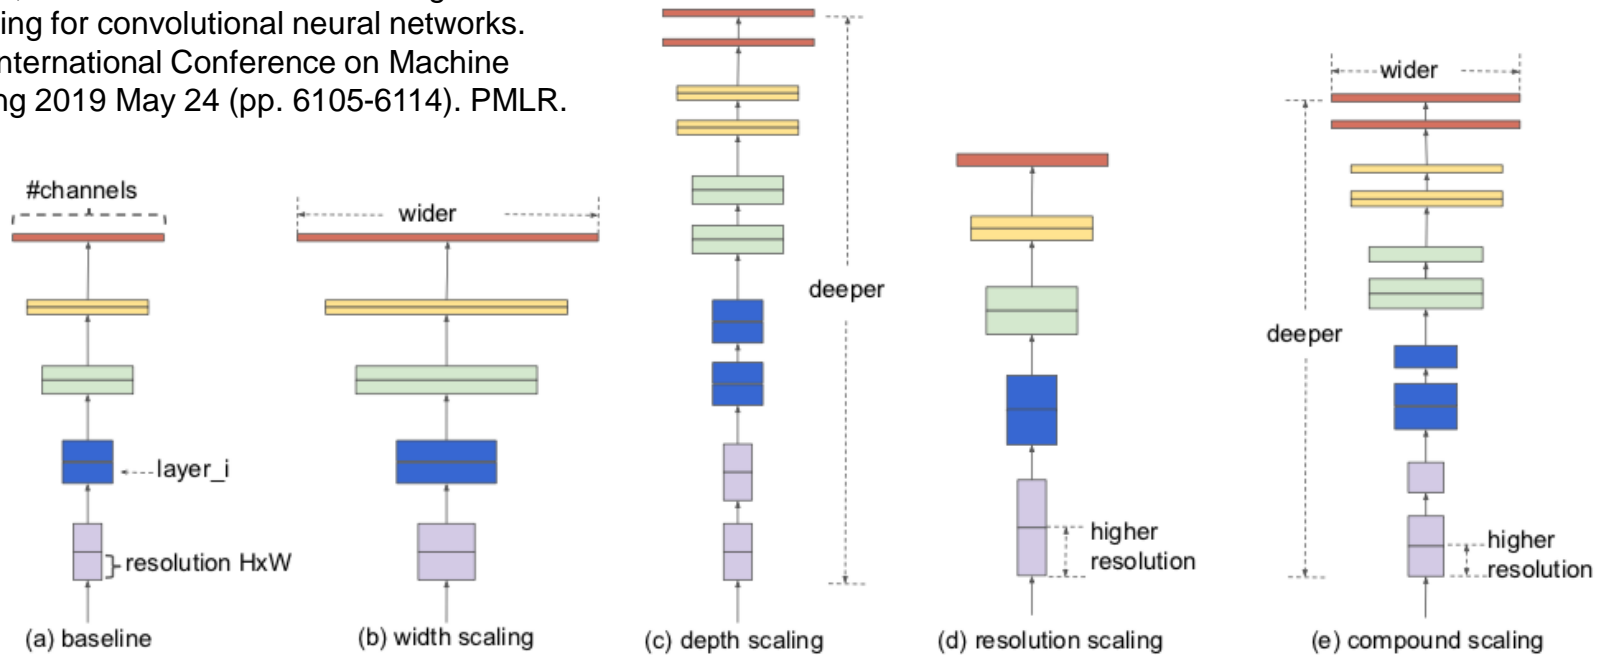 ing for convolutional neural networks.
International Conference on Machine
ng 2019 May 24 (pp. 6105-6114). PMLR.
#channels
layer_i
resolution HxW
(a) baseline
wider
(b) width scaling
deeper
(c) depth scaling
higher
resolution
(d) resolution scaling
wider
deeper
higher
resolution
(e) compound scaling